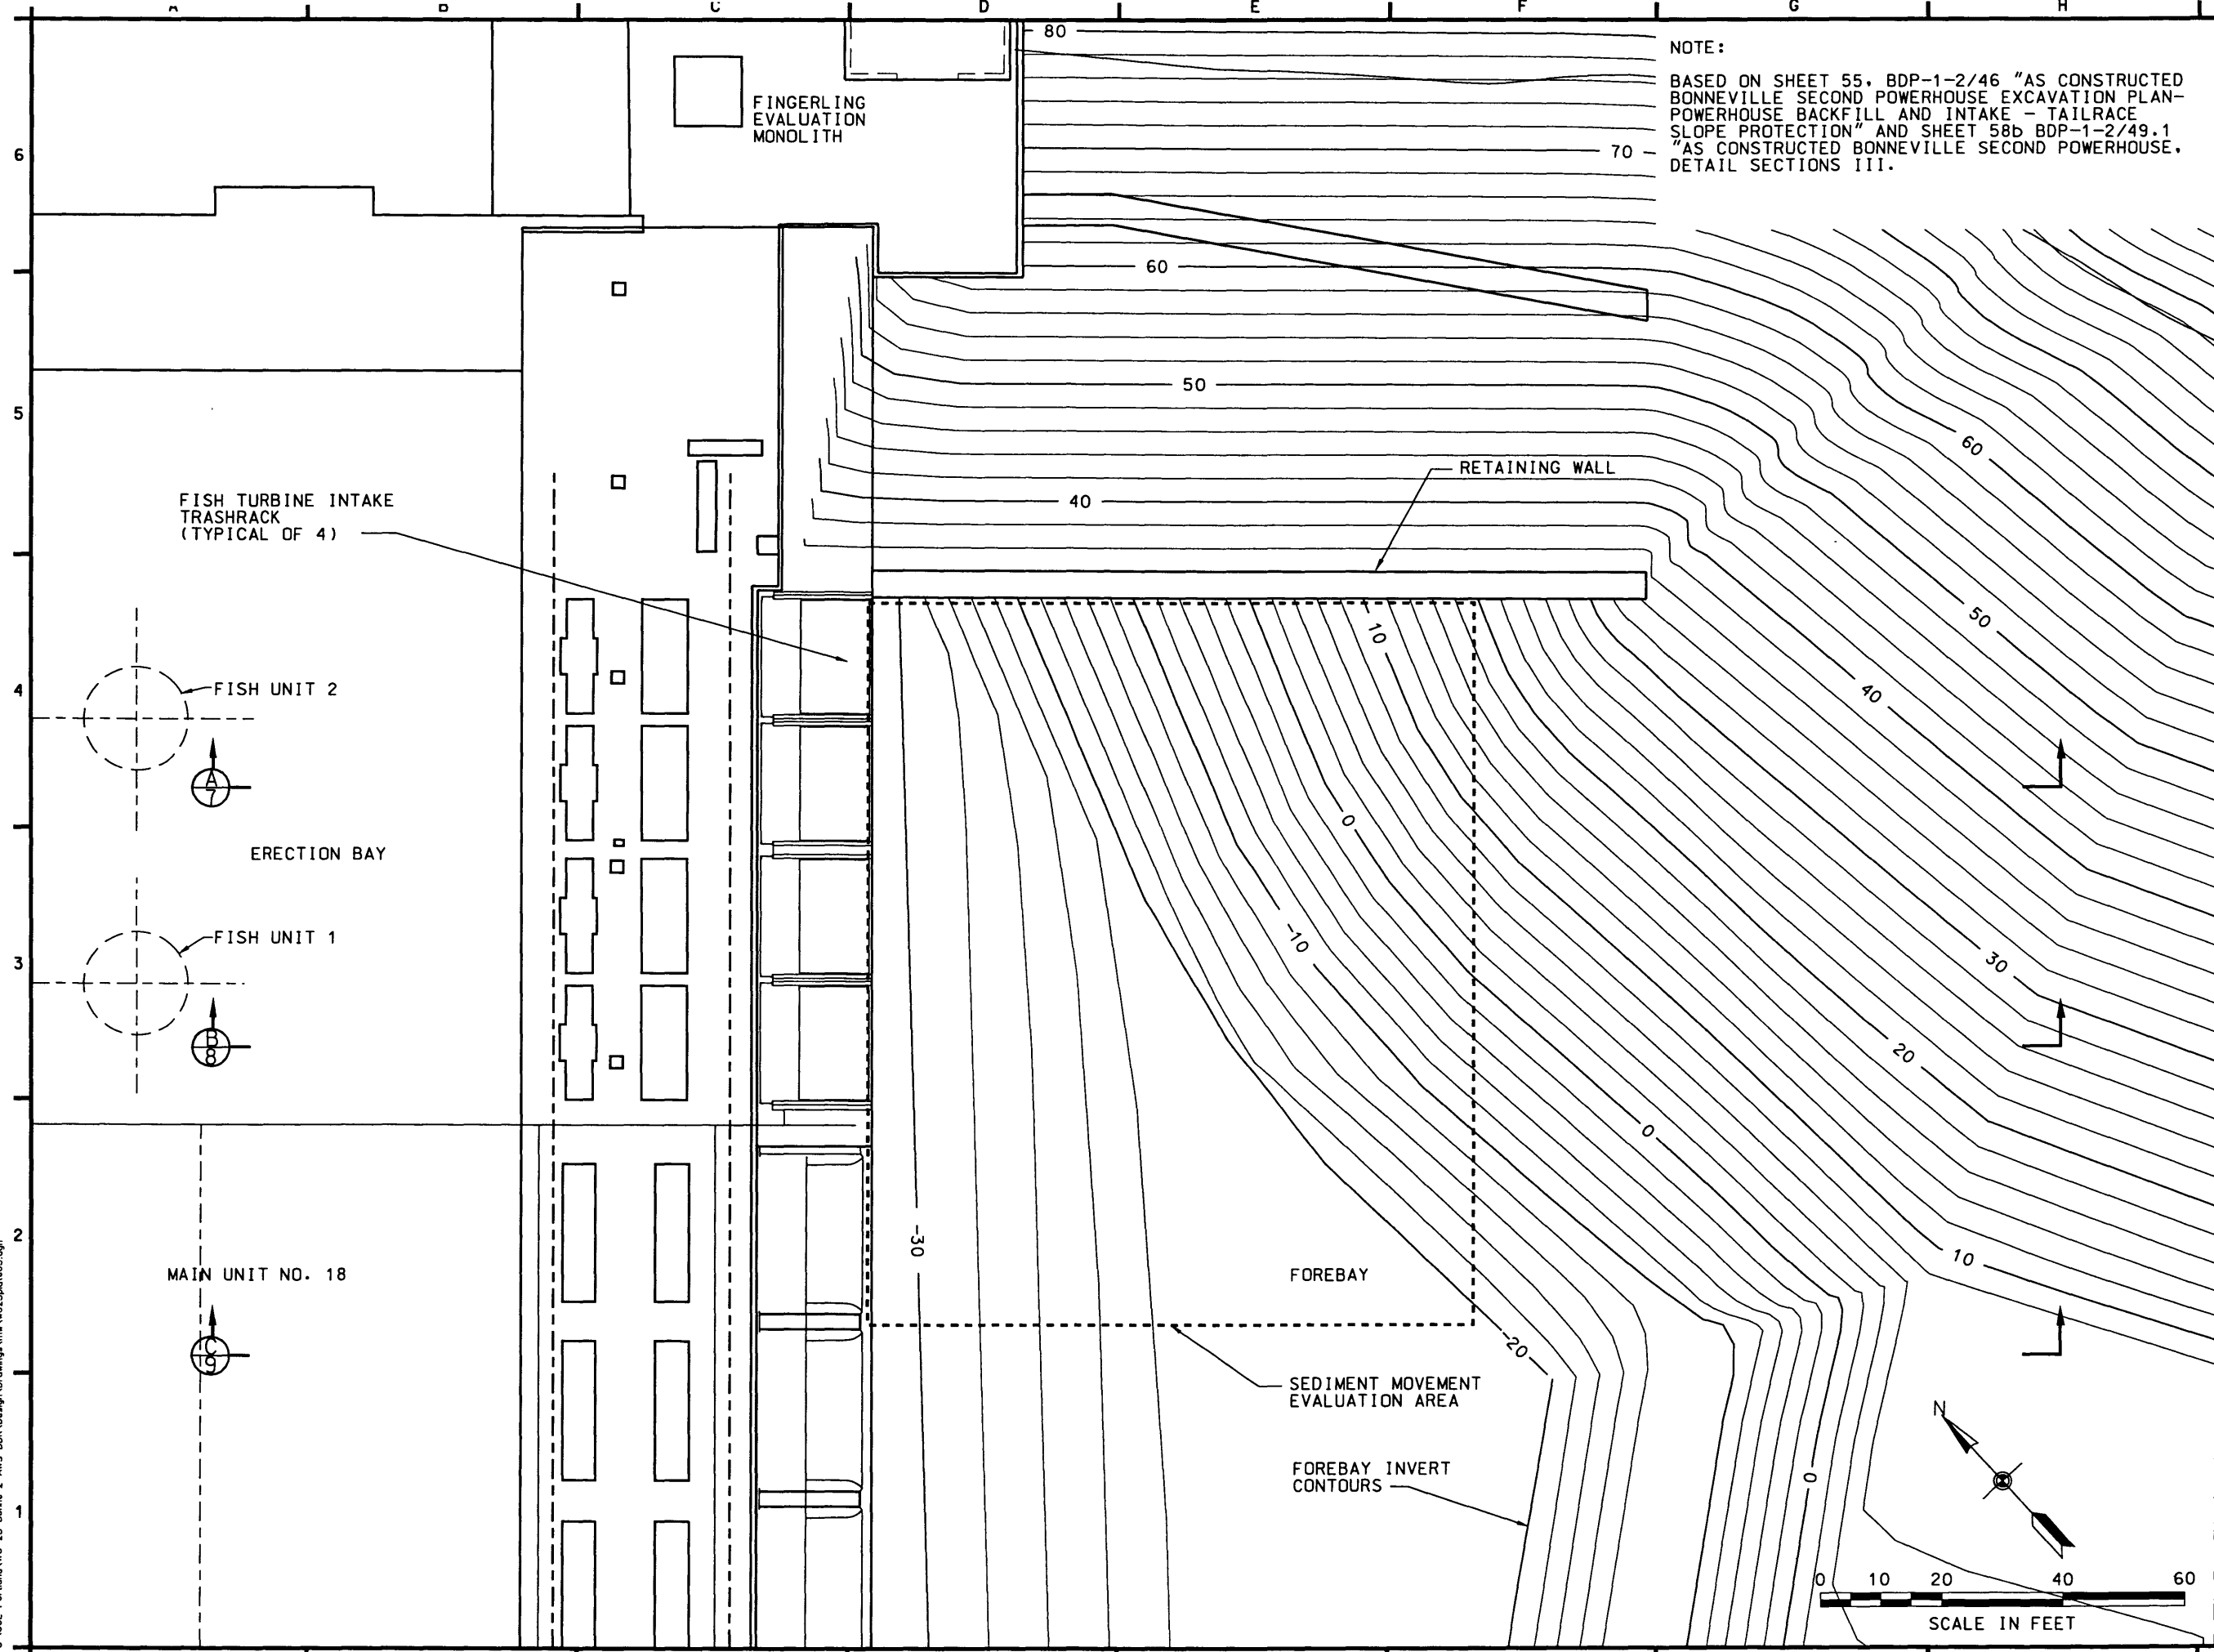 A B C D E F G H
80
NOTE:
BASED ON SHEET 55, BDP-1-2/46 "AS CONSTRUCTED
BONNEVILLE SECOND POWERHOUSE EXCAVATION PLAN-
POWERHOUSE BACKFILL AND INTAKE - TAILRACE
SLOPE PROTECTION" AND SHEET 58b BDP-1-2/49.1
"AS CONSTRUCTED BONNEVILLE SECOND POWERHOUSE,
DETAIL SECTIONS III.
FINGERLING
EVALUATION
MONOLITH
6
70
60
50
5
60
RETAINING WALL
40
FISH TURBINE INTAKE
TRASHRACK
(TYPICAL OF 4)
50
10
4
FISH UNIT 2
40
A
7
0
ERECTION BAY
-10
FISH UNIT 1
3
30
B
8
20
0
2
-30
10
MAIN UNIT NO. 18
FOREBAY
C
9
-20
SEDIMENT MOVEMENT
EVALUATION AREA
N
FOREBAY INVERT
CONTOURS
0
1
0 10 20 40 60
SCALE IN FEET